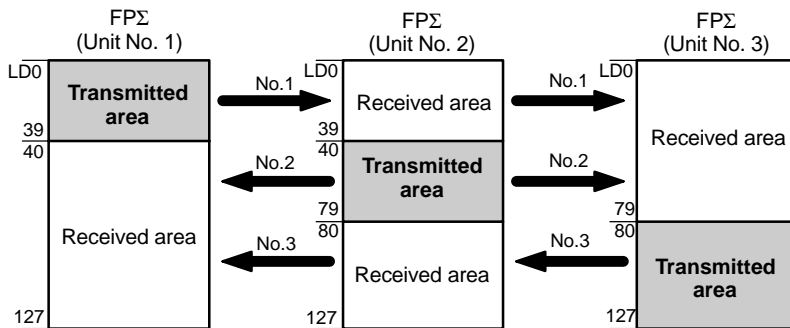 FPΣ
(Unit No. 1)
FPΣ
(Unit No. 2)
FPΣ
(Unit No. 3)
LD0
Transmitted
area
39
40
Received area
127
No.1
No.2
No.3
LD0
Received area
39
40
Transmitted
area
79
80
Received area
127
No.1
No.2
No.3
LD0
Received area
79
80
Transmitted
area
127